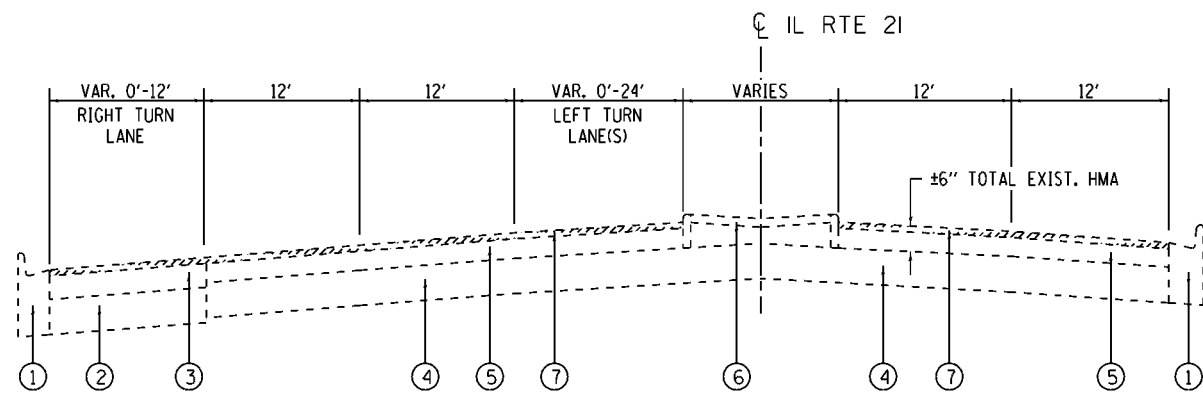 ℄ IL RTE 21
VAR. 0'-12' 12' 12' VAR. 0'-24' VARIES 12' 12'
RIGHT TURN LEFT TURN
LANE LANE(S)
±6" TOTAL EXIST. HMA
1 2 3 4 5 7 6 4 7 5 1